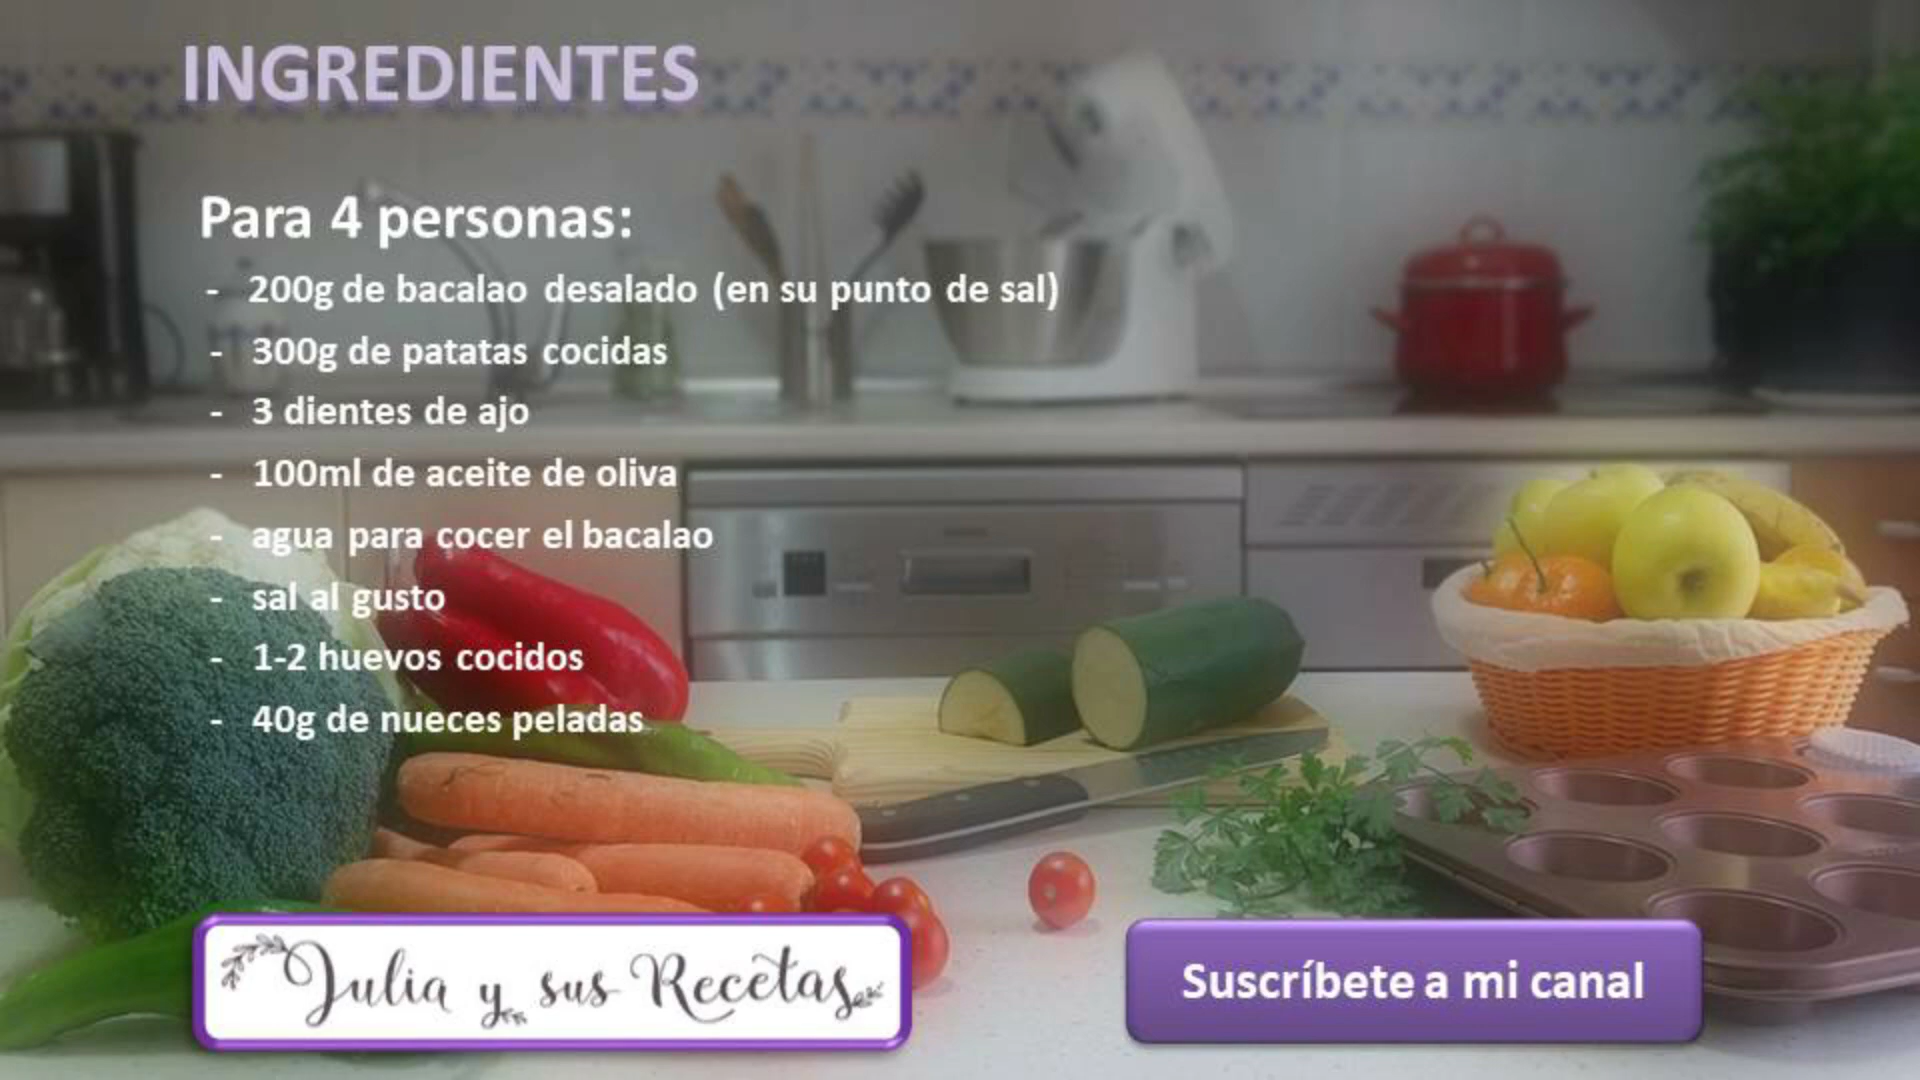 INGREDIENTES
Para 4 personas:
- 200g de bacalao desalado (en su punto de sal)
- 300g de patatas cocidas
- 3 dientes de ajo
- 100ml de aceite de oliva
- agua para cocer el bacalao
- sal al gusto
- 1-2 huevos cocidos
- 40g de nueces peladas
Julia y sus Recetas
Suscríbete a mi canal